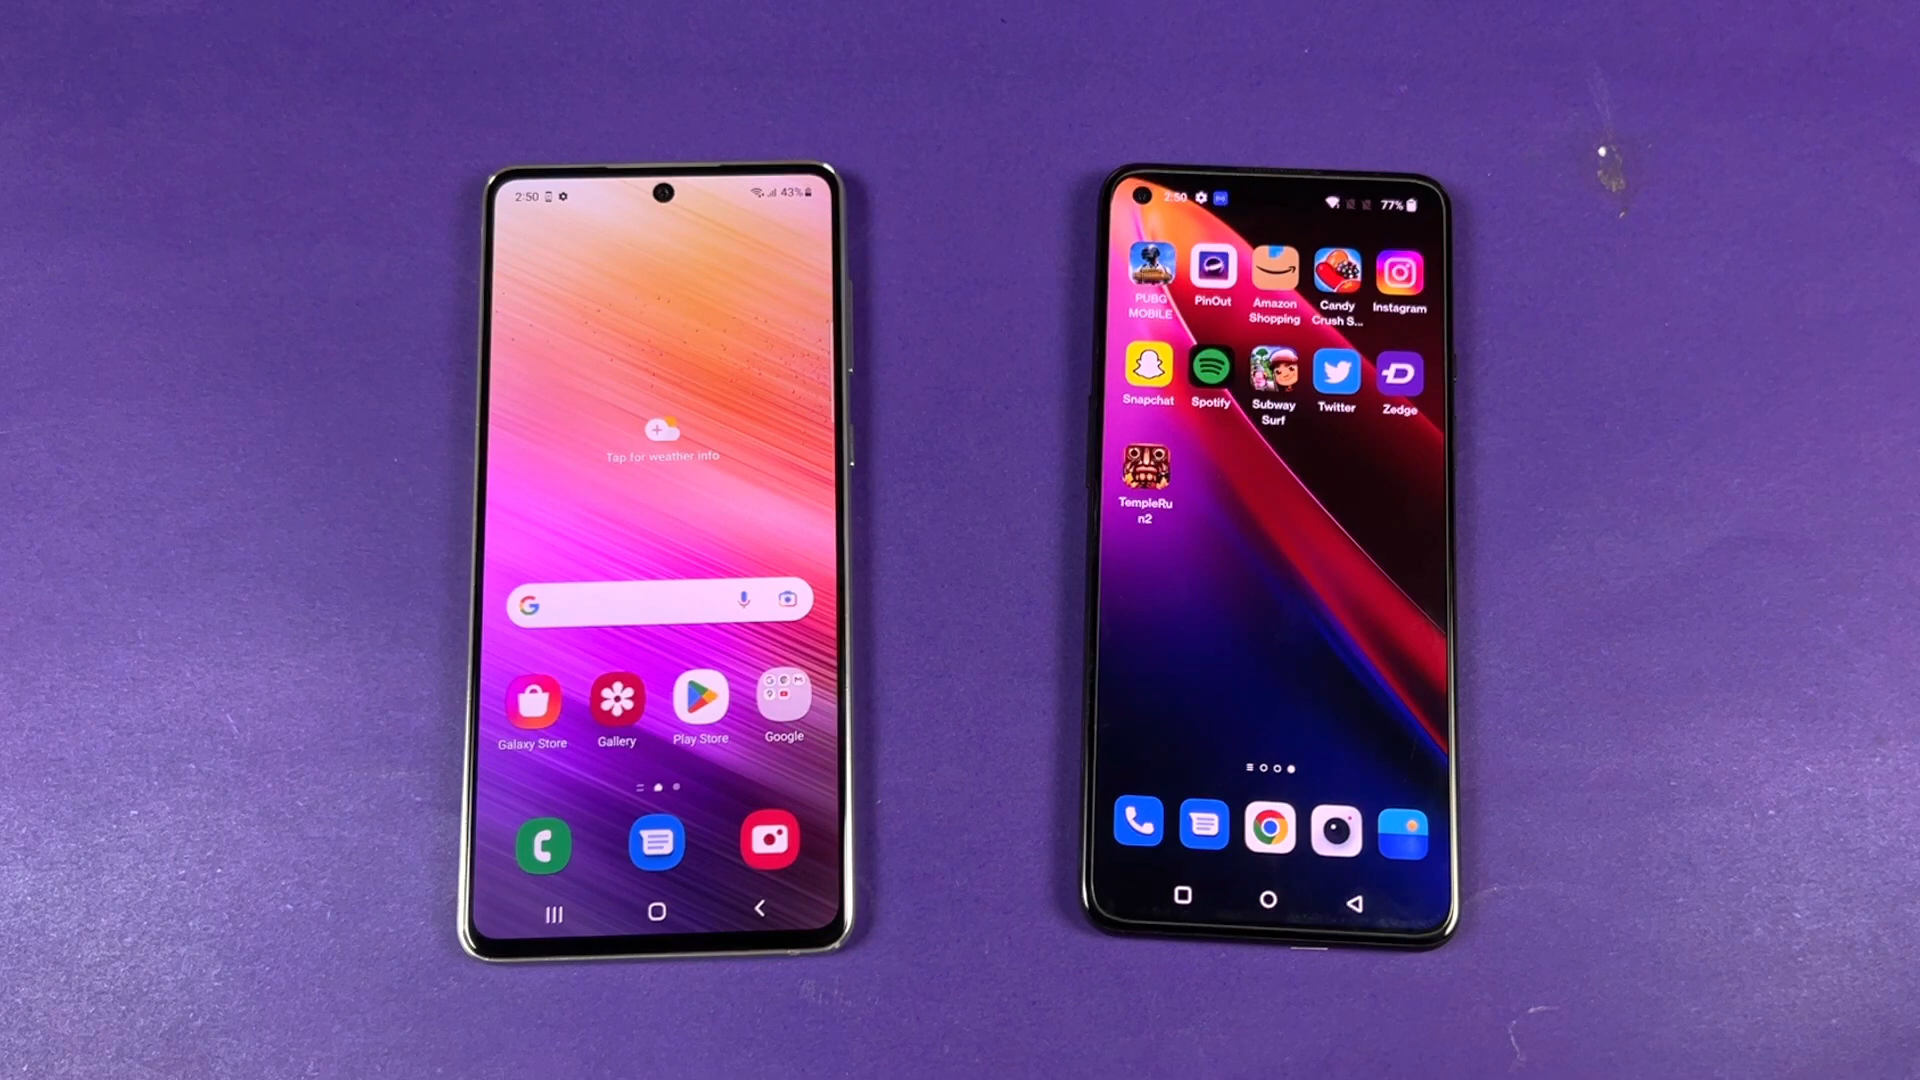 2:50
43%
Tap for weather info
Galaxy Store
Gallery
Play Store
Google
2:50
77%
PUBG
MOBILE
PinOut
Amazon
Shopping
Candy
Crush S...
Instagram
Snapchat
Spotify
Subway
Surf
Twitter
Zedge
TempleRu
n2